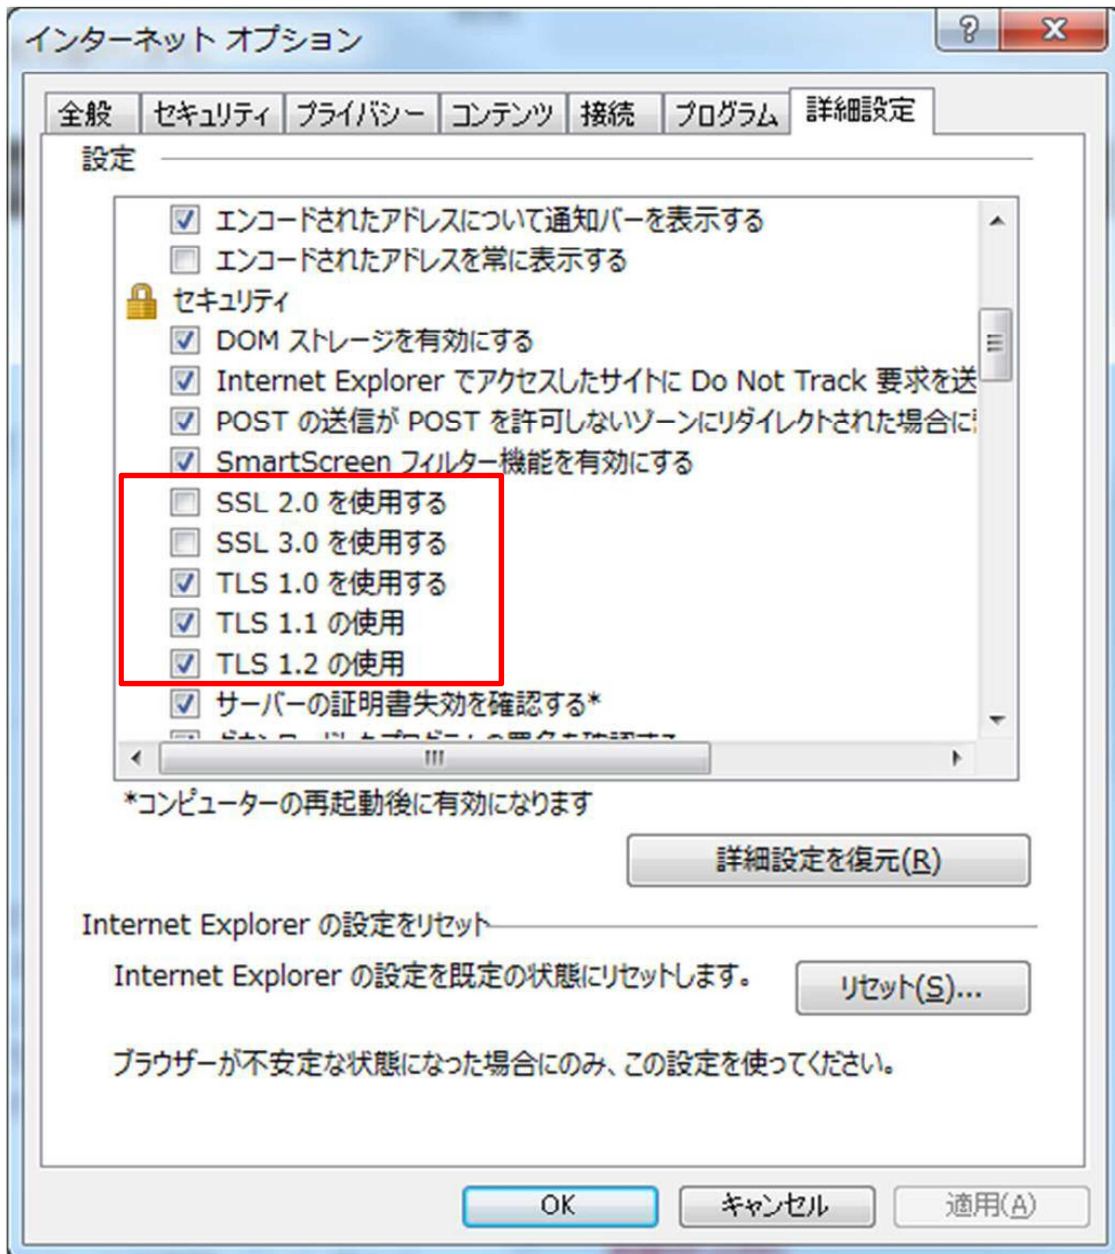 インターネット オプション
全般 セキュリティ プライバシー コンテンツ 接続 プログラム 詳細設定
設定
エンコードされたアドレスについて通知バーを表示する
エンコードされたアドレスを常に表示する
セキュリティ
DOM ストレージを有効にする
Internet Explorer でアクセスしたサイトに Do Not Track 要求を送
POST の送信が POST を許可しないゾーンにリダイレクトされた場合に
SmartScreen フィルター機能を有効にする
SSL 2.0 を使用する
SSL 3.0 を使用する
TLS 1.0 を使用する
TLS 1.1 の使用
TLS 1.2 の使用
サーバーの証明書失効を確認する*
*コンピューターの再起動後に有効になります
詳細設定を復元(R)
Internet Explorer の設定をリセット
Internet Explorer の設定を既定の状態にリセットします。
リセット(S)...
ブラウザーが不安定な状態になった場合にのみ、この設定を使ってください。
OK キャンセル 適用(A)